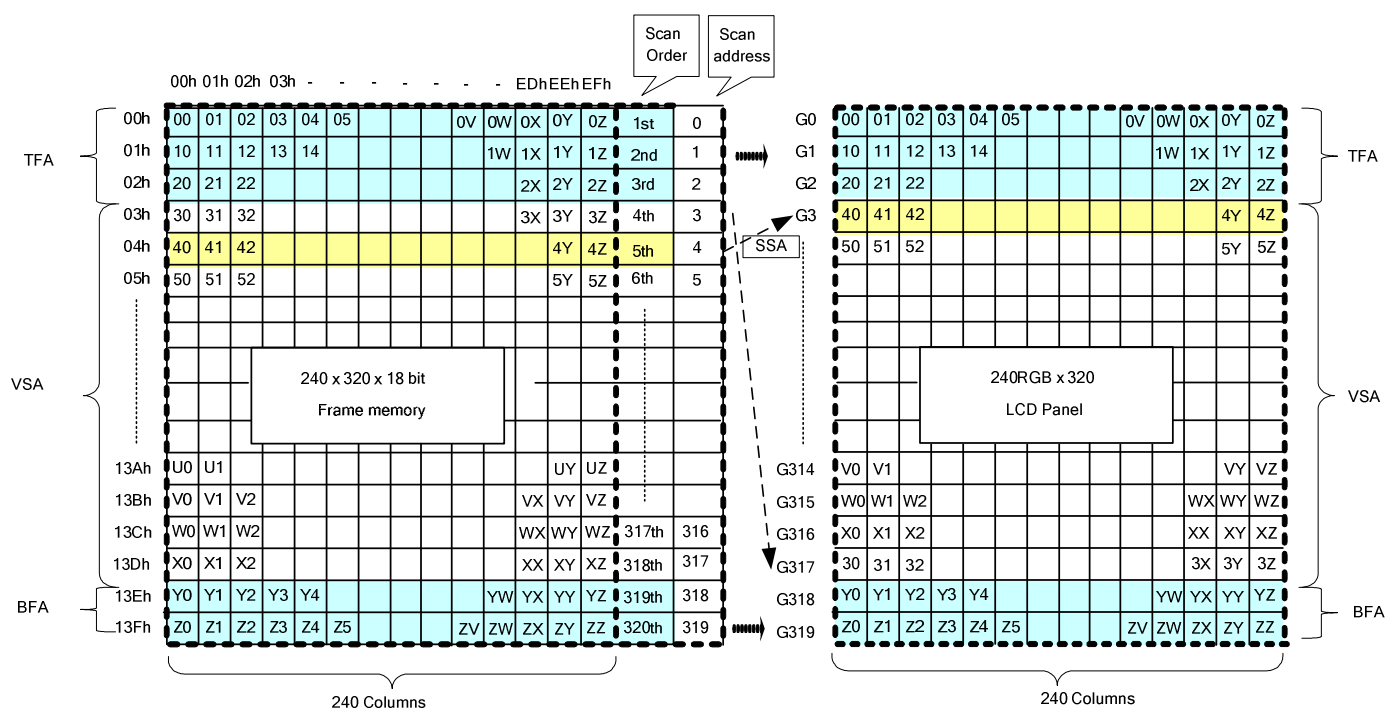 Scan Order
Scan address
00h 01h 02h 03h - - - - - - - EDh EEh EFh
TFA
00h 00 01 02 03 04 05 0V 0W 0X 0Y 0Z 1st 0
01h 10 11 12 13 14 1W 1X 1Y 1Z 2nd 1
02h 20 21 22 2X 2Y 2Z 3rd 2
VSA
03h 30 31 32 3X 3Y 3Z 4th 3
04h 40 41 42 4Y 4Z 5th 4
05h 50 51 52 5Y 5Z 6th 5
240 x 320 x 18 bit
Frame memory
13Ah U0 U1 UY UZ
13Bh V0 V1 V2 VX VY VZ
13Ch W0 W1 W2 WX WY WZ 317th 316
13Dh X0 X1 X2 XX XY XZ 318th 317
BFA
13Eh Y0 Y1 Y2 Y3 Y4 YW YX YY YZ 319th 318
13Fh Z0 Z1 Z2 Z3 Z4 Z5 ZV ZW ZX ZY ZZ 320th 319
240 Columns
SSA
G0 00 01 02 03 04 05 0V 0W 0X 0Y 0Z
G1 10 11 12 13 14 1W 1X 1Y 1Z
G2 20 21 22 2X 2Y 2Z
TFA
G3 40 41 42 4Y 4Z
50 51 52 5Y 5Z
240RGB x 320
LCD Panel
VSA
G314 V0 V1 VY VZ
G315 W0 W1 W2 WX WY WZ
G316 X0 X1 X2 XX XY XZ
G317 30 31 32 3X 3Y 3Z
G318 Y0 Y1 Y2 Y3 Y4 YW YX YY YZ
G319 Z0 Z1 Z2 Z3 Z4 Z5 ZV ZW ZX ZY ZZ
BFA
240 Columns